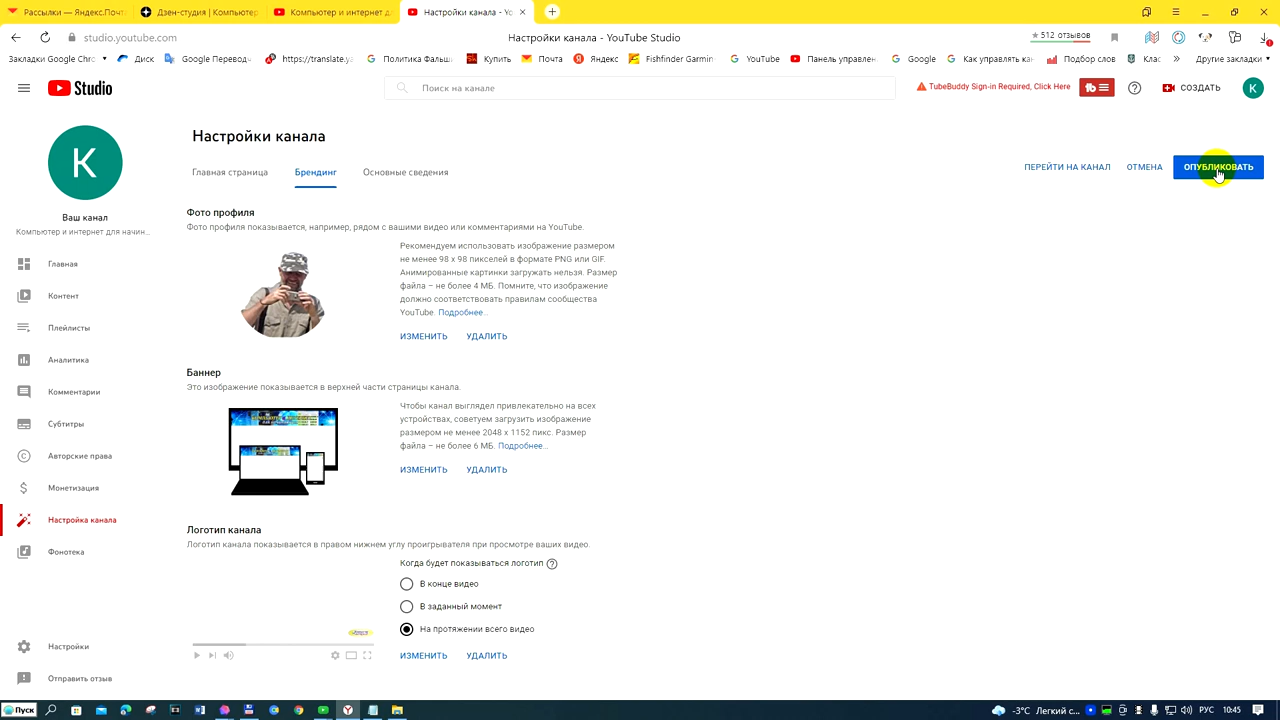 Рассылки — Яндекс.Почт
Дзен-студия | Компьютер
Компьютер и интернет дл
Настройки канала - Yo
studio.youtube.com
Настройки канала - YouTube Studio
512 отзывов
Закладки Google Chro
Диск
Google Перевод
https://translate.ya
Политика Фальш
Купить
Почта
Яндекс
Fishfinder Garmin
YouTube
Панель управлен
Google
Как управлять ка
Подбор слов
Клас
Другие закладки
Studio
Поиск на канале
TubeBuddy Sign-in Required, Click Here
СОЗДАТЬ
K
K
Ваш канал
Компьютер и интернет для начин...
Главная
Контент
Плейлисты
Аналитика
Комментарии
Субтитры
Авторские права
Монетизация
Настройка канала
Фонотека
Настройки
Отправить отзыв
Настройки канала
Главная страница
Брендинг
Основные сведения
ПЕРЕЙТИ НА КАНАЛ
ОТМЕНА
ОПУБЛИКОВАТЬ
Фото профиля
Фото профиля показывается, например, рядом с вашими видео или комментариями на YouTube.
Рекомендуем использовать изображение размером
не менее 98 x 98 пикселей в формате PNG или GIF.
Анимированные картинки загружать нельзя. Размер
файла – не более 4 МБ. Помните, что изображение
должно соответствовать правилам сообщества
YouTube. Подробнее...
ИЗМЕНИТЬ
УДАЛИТЬ
Баннер
Это изображение показывается в верхней части страницы канала.
Чтобы канал выглядел привлекательно на всех
устройствах, советуем загрузить изображение
размером не менее 2048 x 1152 пикс. Размер
файла – не более 6 МБ. Подробнее...
ИЗМЕНИТЬ
УДАЛИТЬ
Логотип канала
Логотип канала показывается в правом нижнем углу проигрывателя при просмотре ваших видео.
Когда будет показываться логотип
В конце видео
В заданный момент
На протяжении всего видео
ИЗМЕНИТЬ
УДАЛИТЬ
Пуск
-3°C
РУС
10:45